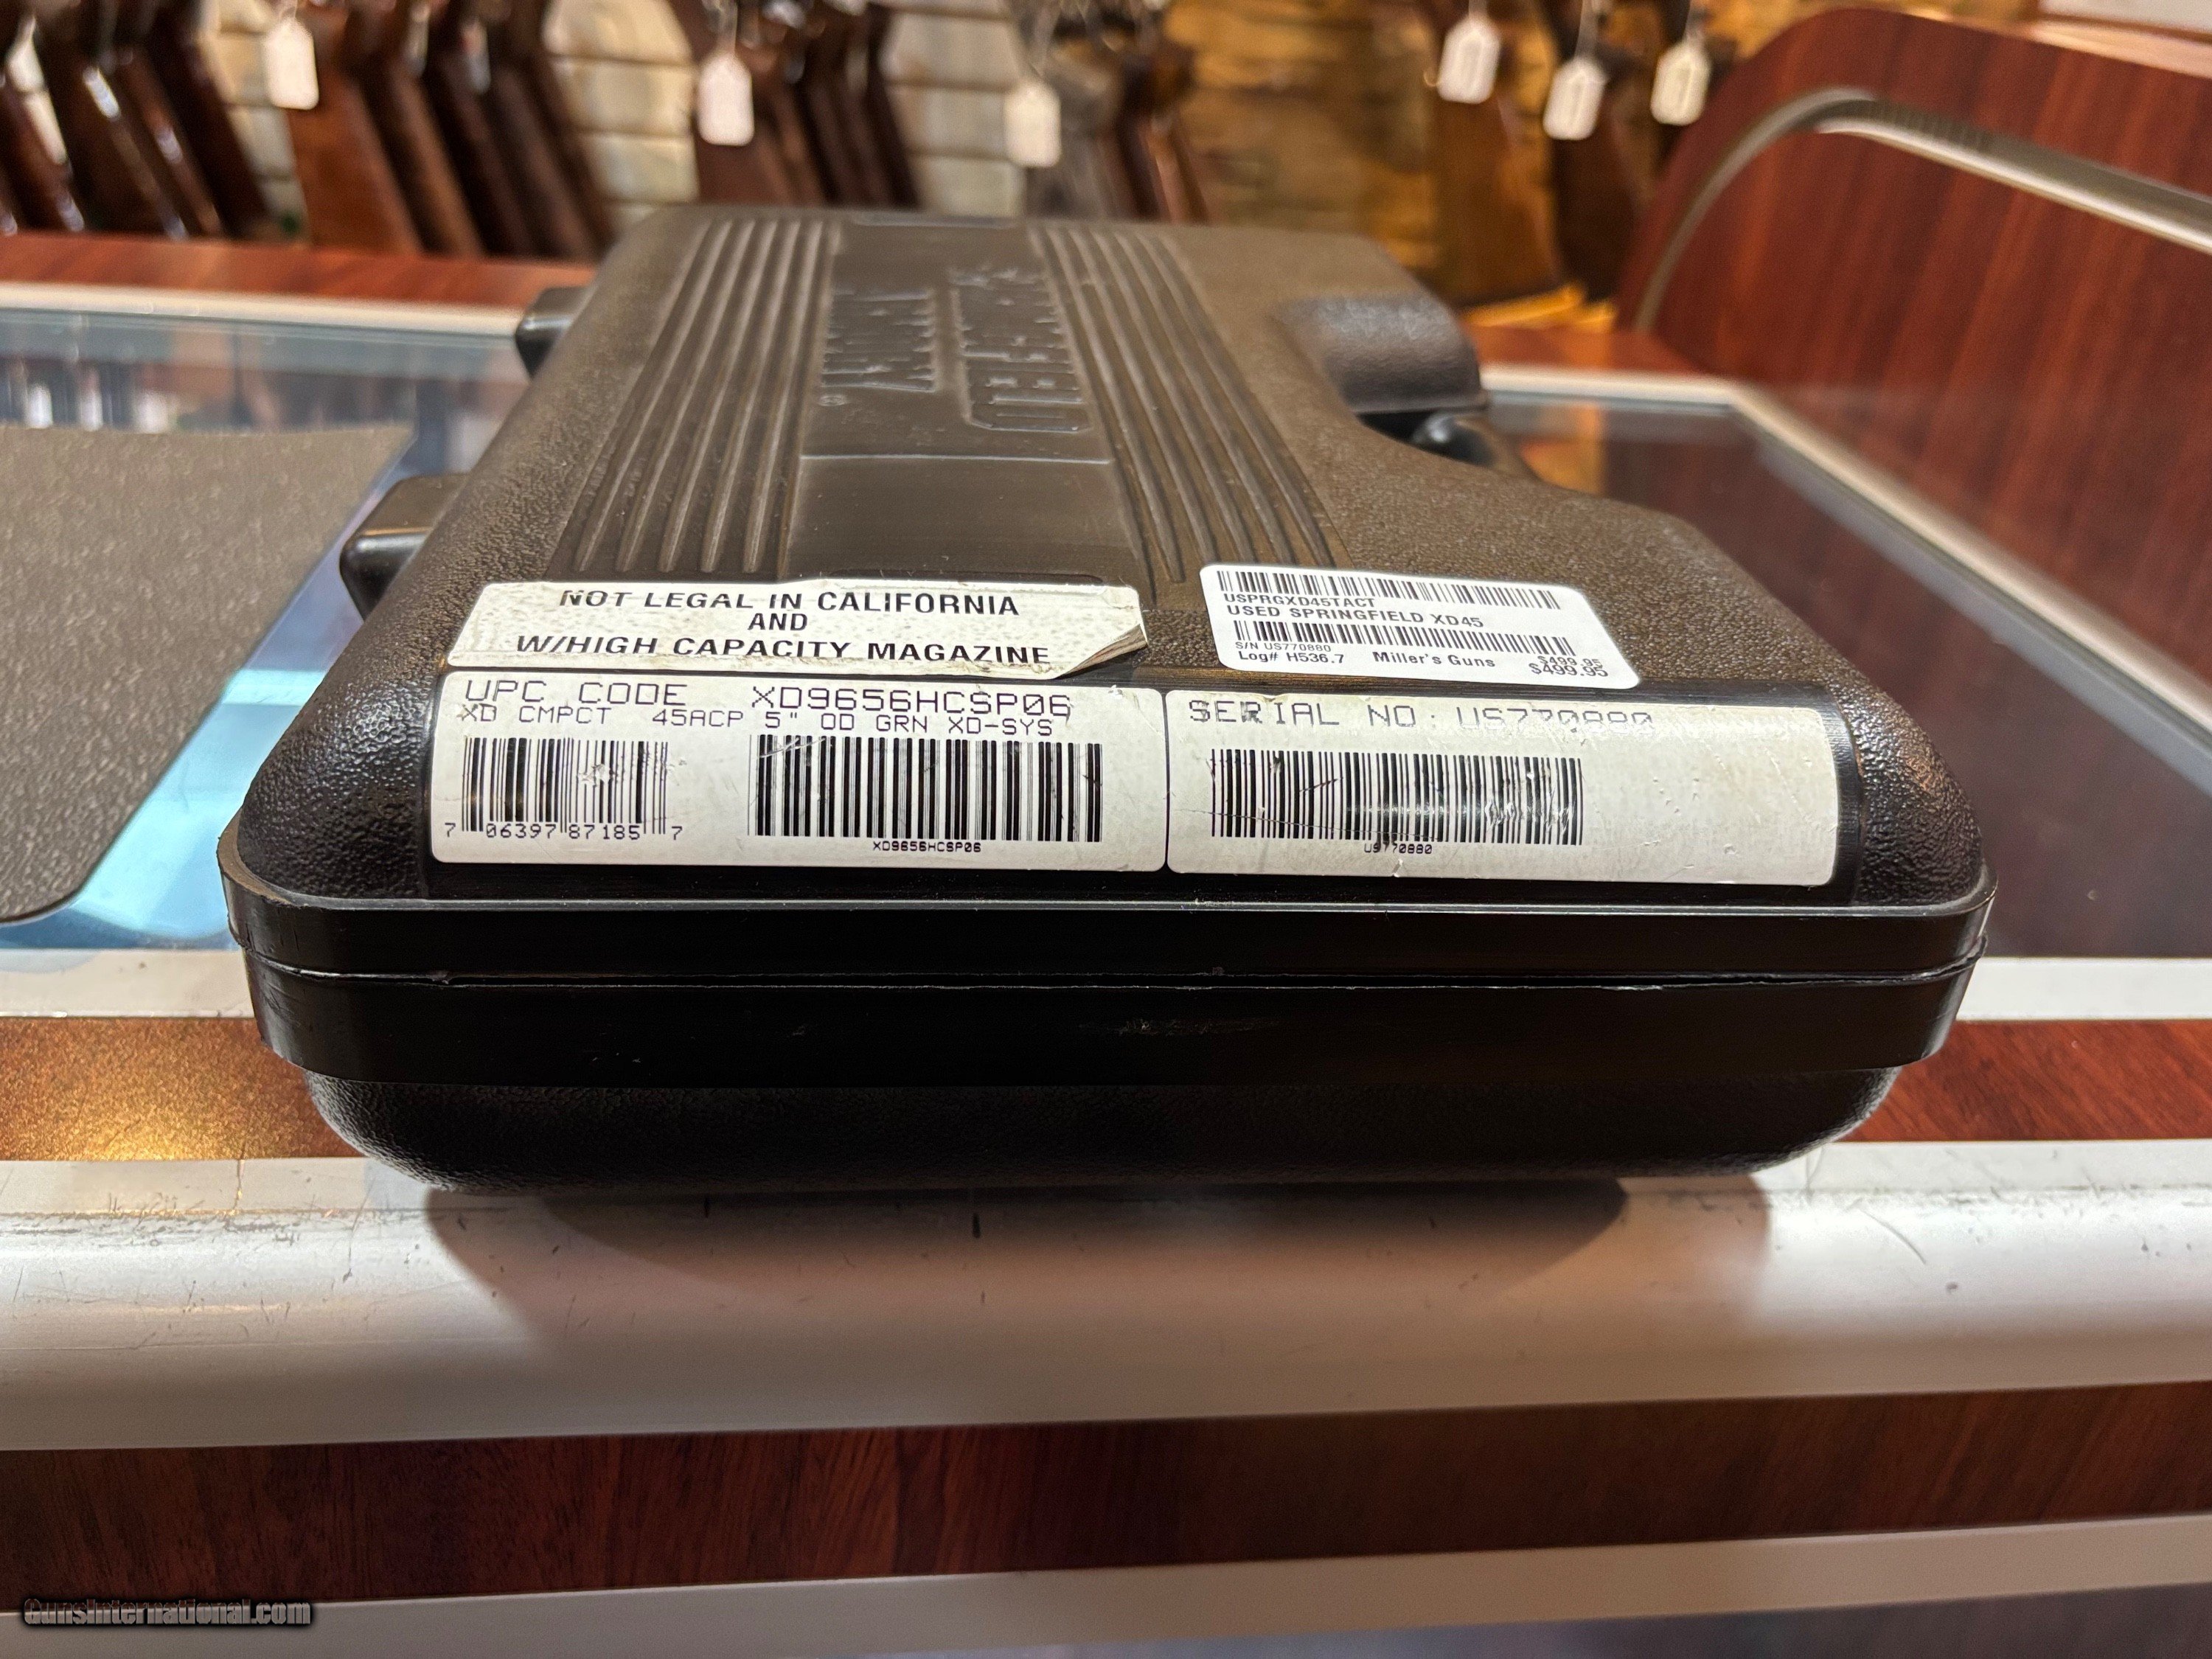 NOT LEGAL IN CALIFORNIA
AND
W/HIGH CAPACITY MAGAZINE
USPRGXD45TACT
USED SPRINGFIELD XD45
S/N US770880
$499.95
Log# H536.7 Miller's Guns $499.95
UPC CODE XD9656HCSP06
XD CMPCT 45ACP 5" OD GRN XD-SYS
7 06397 87185 7
XD9656HCSP06
SERIAL NO: US770880
US770880
GunsInternational.com